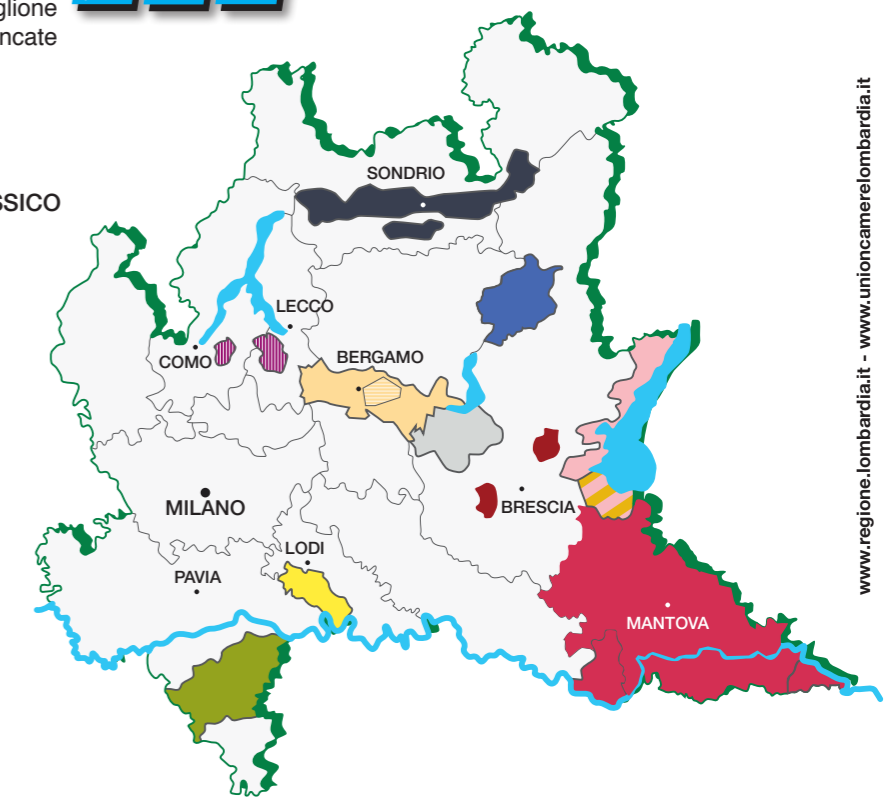 glione
ncate
SSICO
SONDRIO
LECCO
COMO
BERGAMO
MILANO
BRESCIA
LODI
PAVIA
MANTOVA
www.regione.lombardia.it - www.unioncamerelombardia.it